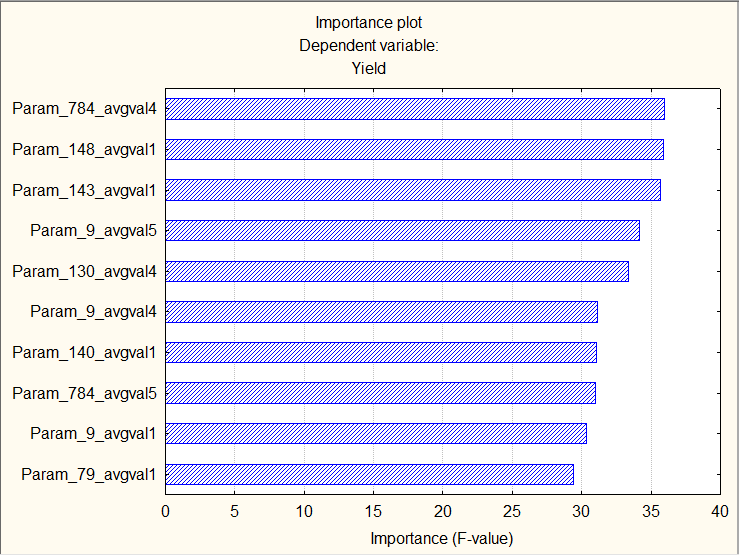 Importance plot
Dependent variable:
Yield
Param_784_avgval4
Param_148_avgval1
Param_143_avgval1
Param_9_avgval5
Param_130_avgval4
Param_9_avgval4
Param_140_avgval1
Param_784_avgval5
Param_9_avgval1
Param_79_avgval1
0 5 10 15 20 25 30 35 40
Importance (F-value)